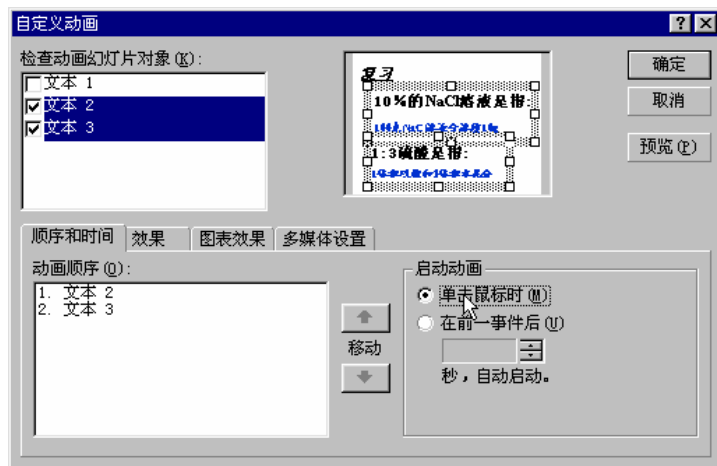 自定义动画
检查动画幻灯片对象(K):
文本 1
文本 2
文本 3
复习
10%的NaCl溶液是指:
1:3硫酸是指:
确定
取消
预览(P)
顺序和时间
效果
图表效果
多媒体设置
动画顺序(O):
1. 文本 2
2. 文本 3
移动
启动动画
单击鼠标时(M)
在前一事件后(U)
秒，自动启动。